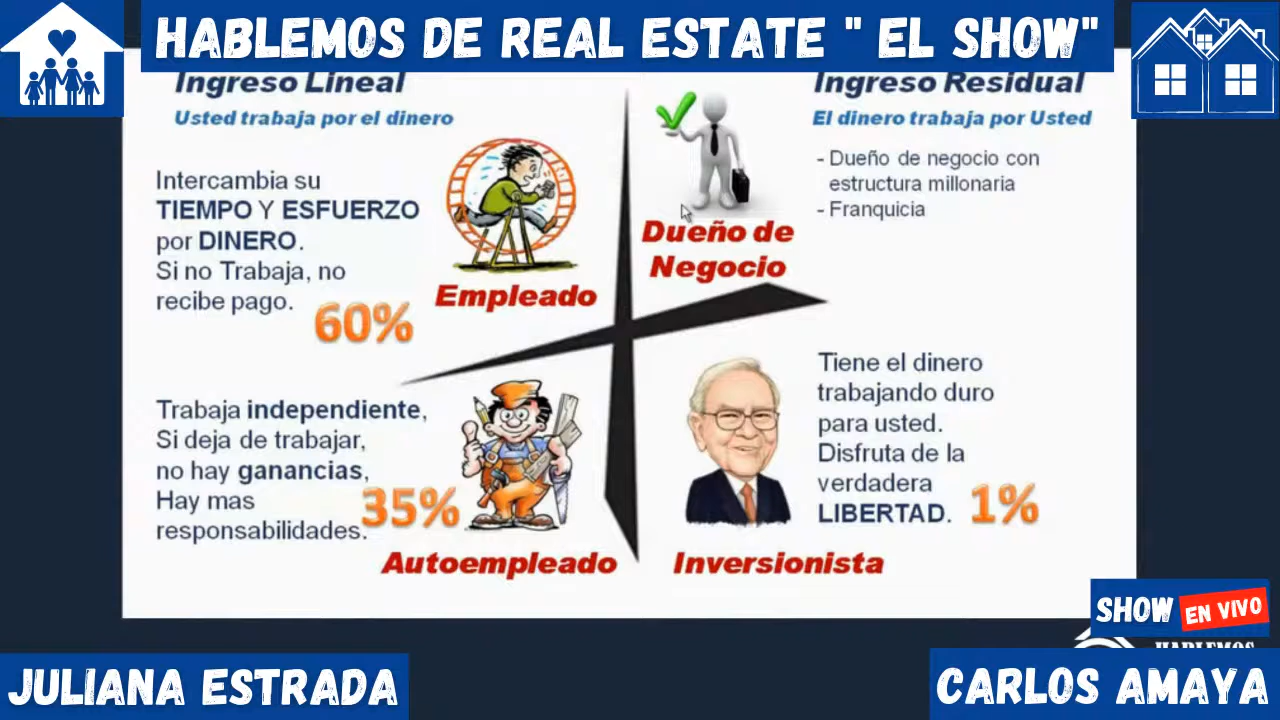 HABLEMOS DE REAL ESTATE " EL SHOW"
Ingreso Lineal
Usted trabaja por el dinero
Intercambia su
TIEMPO Y ESFUERZO
por DINERO.
Si no Trabaja, no
recibe pago.
60%
Empleado
Ingreso Residual
El dinero trabaja por Usted
- Dueño de negocio con
estructura millonaria
- Franquicia
Dueño de
Negocio
Trabaja independiente,
Si deja de trabajar,
no hay ganancias,
Hay mas
responsabilidades.
35%
Autoempleado
Tiene el dinero
trabajando duro
para usted.
Disfruta de la
verdadera
LIBERTAD.
1%
Inversionista
SHOW EN VIVO
HABLEMOS
JULIANA ESTRADA
CARLOS AMAYA